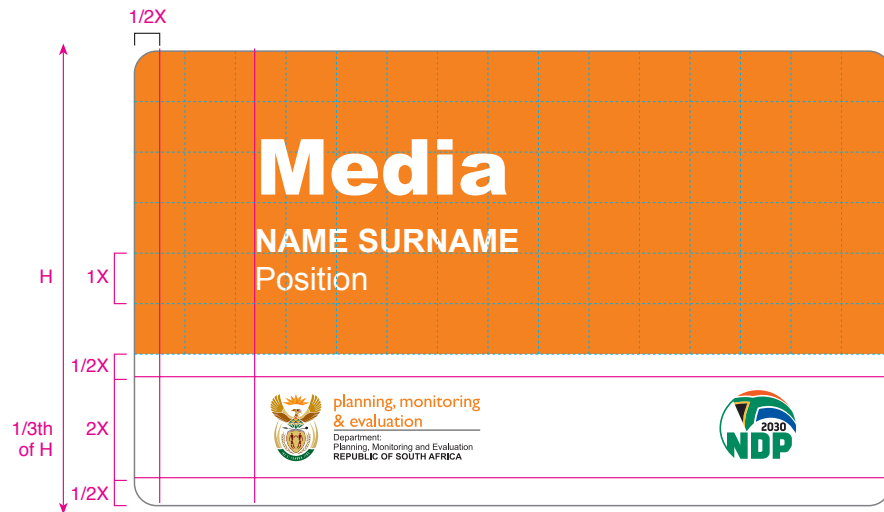 1/2X
Media
NAME SURNAME
Position
H
1X
1/2X
1/3th
of H
2X
1/2X
planning, monitoring
& evaluation
Department:
Planning, Monitoring and Evaluation
REPUBLIC OF SOUTH AFRICA
2030
NDP